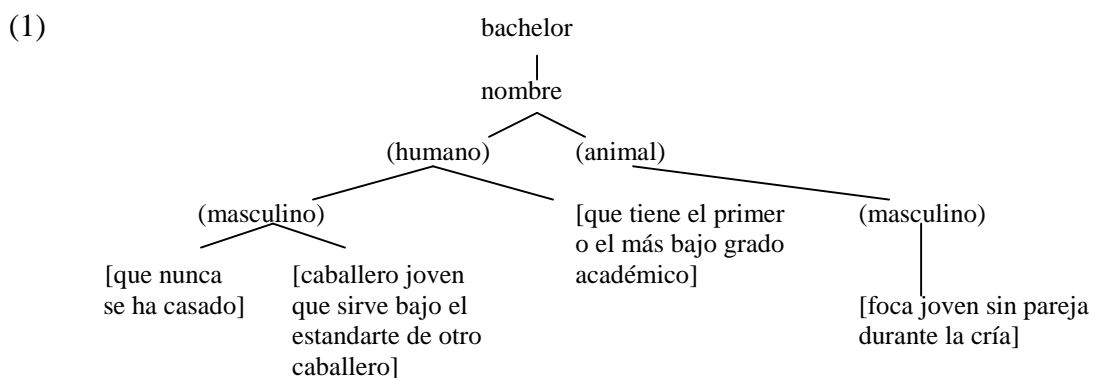 (1)
bachelor
nombre
(humano)
(animal)
(masculino)
[que nunca
se ha casado]
[caballero joven
que sirve bajo el
estandarte de otro
caballero]
[que tiene el primer
o el más bajo grado
académico]
(masculino)
[foca joven sin pareja
durante la cría]